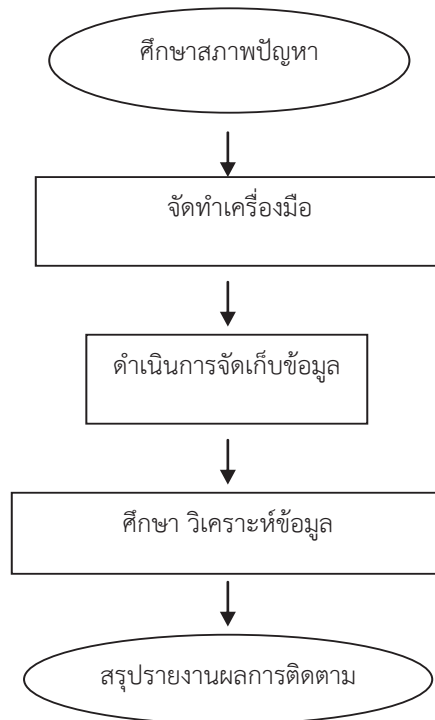 ศึกษาสภาพปัญหา
จัดทำเครื่องมือ
ดำเนินการจัดเก็บข้อมูล
ศึกษา วิเคราะห์ข้อมูล
สรุปรายงานผลการติดตาม